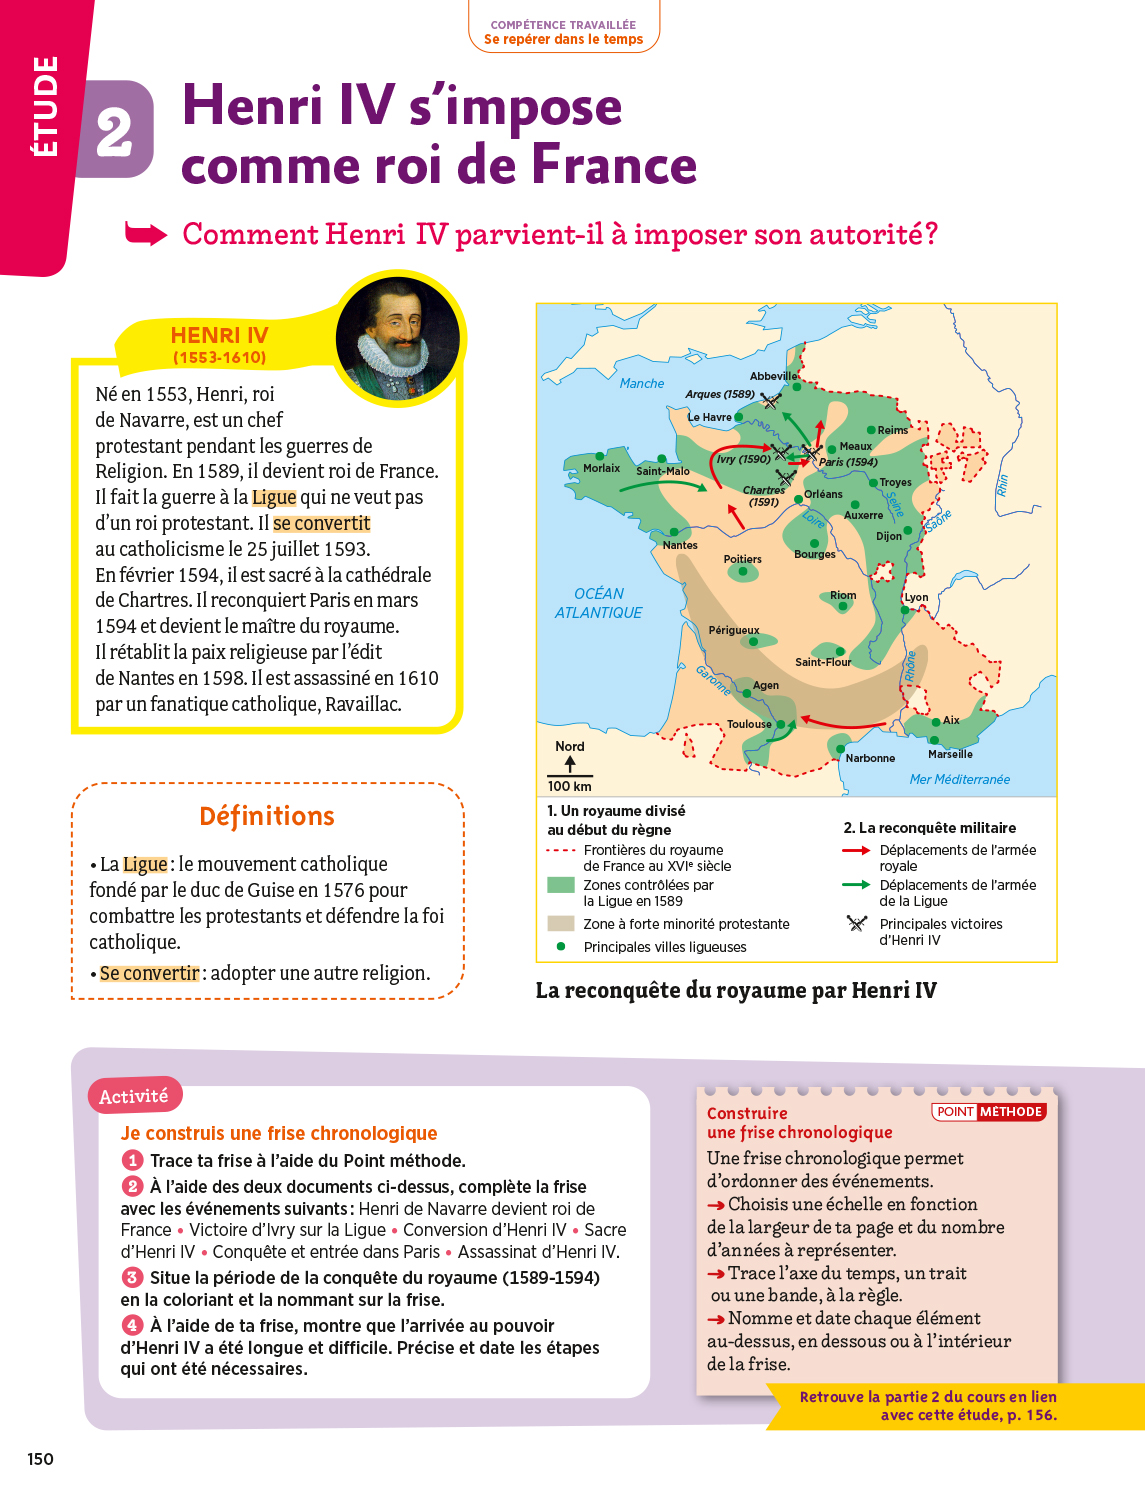 COMPÉTENCE TRAVAILLÉE
Se repérer dans le temps
ÉTUDE
2
Henri IV s'impose
comme roi de France
Comment Henri IV parvient-il à imposer son autorité ?
HENRI IV
(1553-1610)
Né en 1553, Henri, roi
de Navarre, est un chef
protestant pendant les guerres de
Religion. En 1589, il devient roi de France.
Il fait la guerre à la Ligue qui ne veut pas
d'un roi protestant. Il se convertit
au catholicisme le 25 juillet 1593.
En février 1594, il est sacré à la cathédrale
de Chartres. Il reconquiert Paris en mars
1594 et devient le maître du royaume.
Il rétablit la paix religieuse par l'édit
de Nantes en 1598. Il est assassiné en 1610
par un fanatique catholique, Ravaillac.
Définitions
• La Ligue : le mouvement catholique
fondé par le duc de Guise en 1576 pour
combattre les protestants et défendre la foi
catholique.
• Se convertir : adopter une autre religion.
Manche
Abbeville
Arques (1589)
Le Havre
Reims
Meaux
Ivry (1590)
Paris (1594)
Morlaix
Saint-Malo
Chartres
(1591)
Orléans
Troyes
Seine
Rhin
Auxerre
Loire
Dijon
Saône
Nantes
Bourges
Poitiers
OCÉAN
ATLANTIQUE
Riom
Lyon
Périgueux
Saint-Flour
Rhône
Garonne
Agen
Toulouse
Aix
Nord
Narbonne
Marseille
100 km
Mer Méditerranée
1. Un royaume divisé
au début du règne
Frontières du royaume
de France au XVIe siècle
Zones contrôlées par
la Ligue en 1589
Zone à forte minorité protestante
Principales villes ligueuses
2. La reconquête militaire
Déplacements de l'armée
royale
Déplacements de l'armée
de la Ligue
Principales victoires
d'Henri IV
La reconquête du royaume par Henri IV
Activité
Je construis une frise chronologique
1 Trace ta frise à l'aide du Point méthode.
2 À l'aide des deux documents ci-dessus, complète la frise
avec les événements suivants : Henri de Navarre devient roi de
France • Victoire d'Ivry sur la Ligue • Conversion d'Henri IV • Sacre
d'Henri IV • Conquête et entrée dans Paris • Assassinat d'Henri IV.
3 Situe la période de la conquête du royaume (1589-1594)
en la coloriant et la nommant sur la frise.
4 À l'aide de ta frise, montre que l'arrivée au pouvoir
d'Henri IV a été longue et difficile. Précise et date les étapes
qui ont été nécessaires.
POINT MÉTHODE
Construire
une frise chronologique
Une frise chronologique permet
d'ordonner des événements.
➞ Choisis une échelle en fonction
de la largeur de ta page et du nombre
d'années à représenter.
➞ Trace l'axe du temps, un trait
ou une bande, à la règle.
➞ Nomme et date chaque élément
au-dessus, en dessous ou à l'intérieur
de la frise.
Retrouve la partie 2 du cours en lien
avec cette étude, p. 156.
150